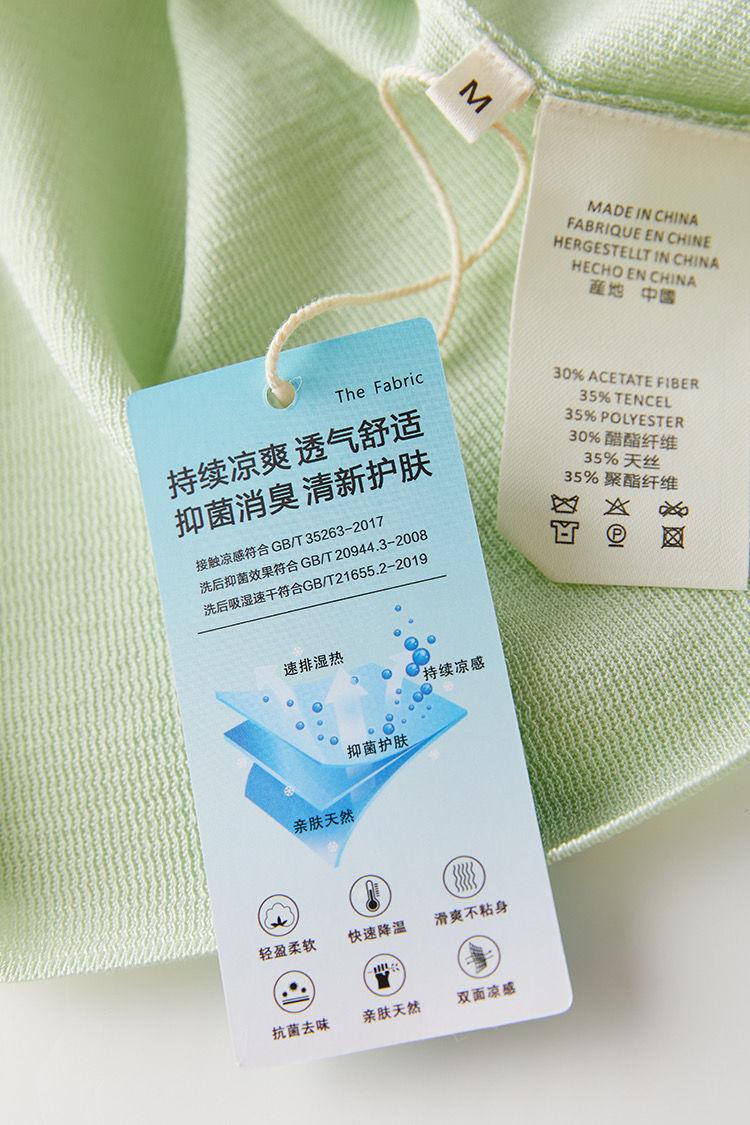 M
MADE IN CHINA
FABRIQUE EN CHINE
HERGESTELLT IN CHINA
HECHO EN CHINA
産地 中國
30% ACETATE FIBER
35% TENCEL
35% POLYESTER
30% 醋酯纤维
35% 天丝
35% 聚酯纤维
P
The Fabric
持续凉爽 透气舒适
抑菌消臭 清新护肤
接触凉感符合 GB/T 35263-2017
洗后抑菌效果符合 GB/T 20944.3-2008
洗后吸湿速干符合GB/T21655.2-2019
速排湿热
持续凉感
抑菌护肤
亲肤天然
轻盈柔软
快速降温
滑爽不粘身
抗菌去味
亲肤天然
双面凉感